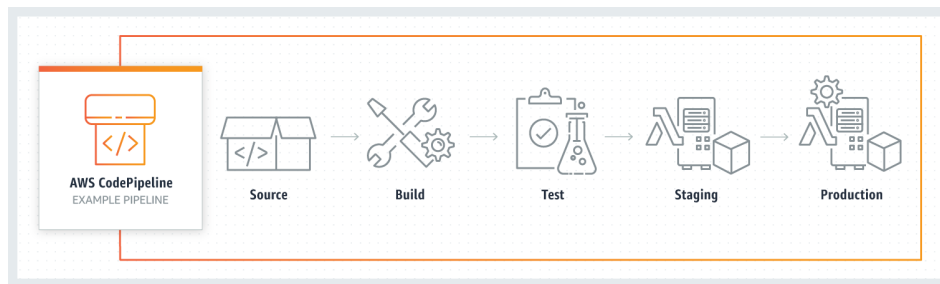 </>
AWS CodePipeline
EXAMPLE PIPELINE
</>
Source
Build
Test
Staging
Production